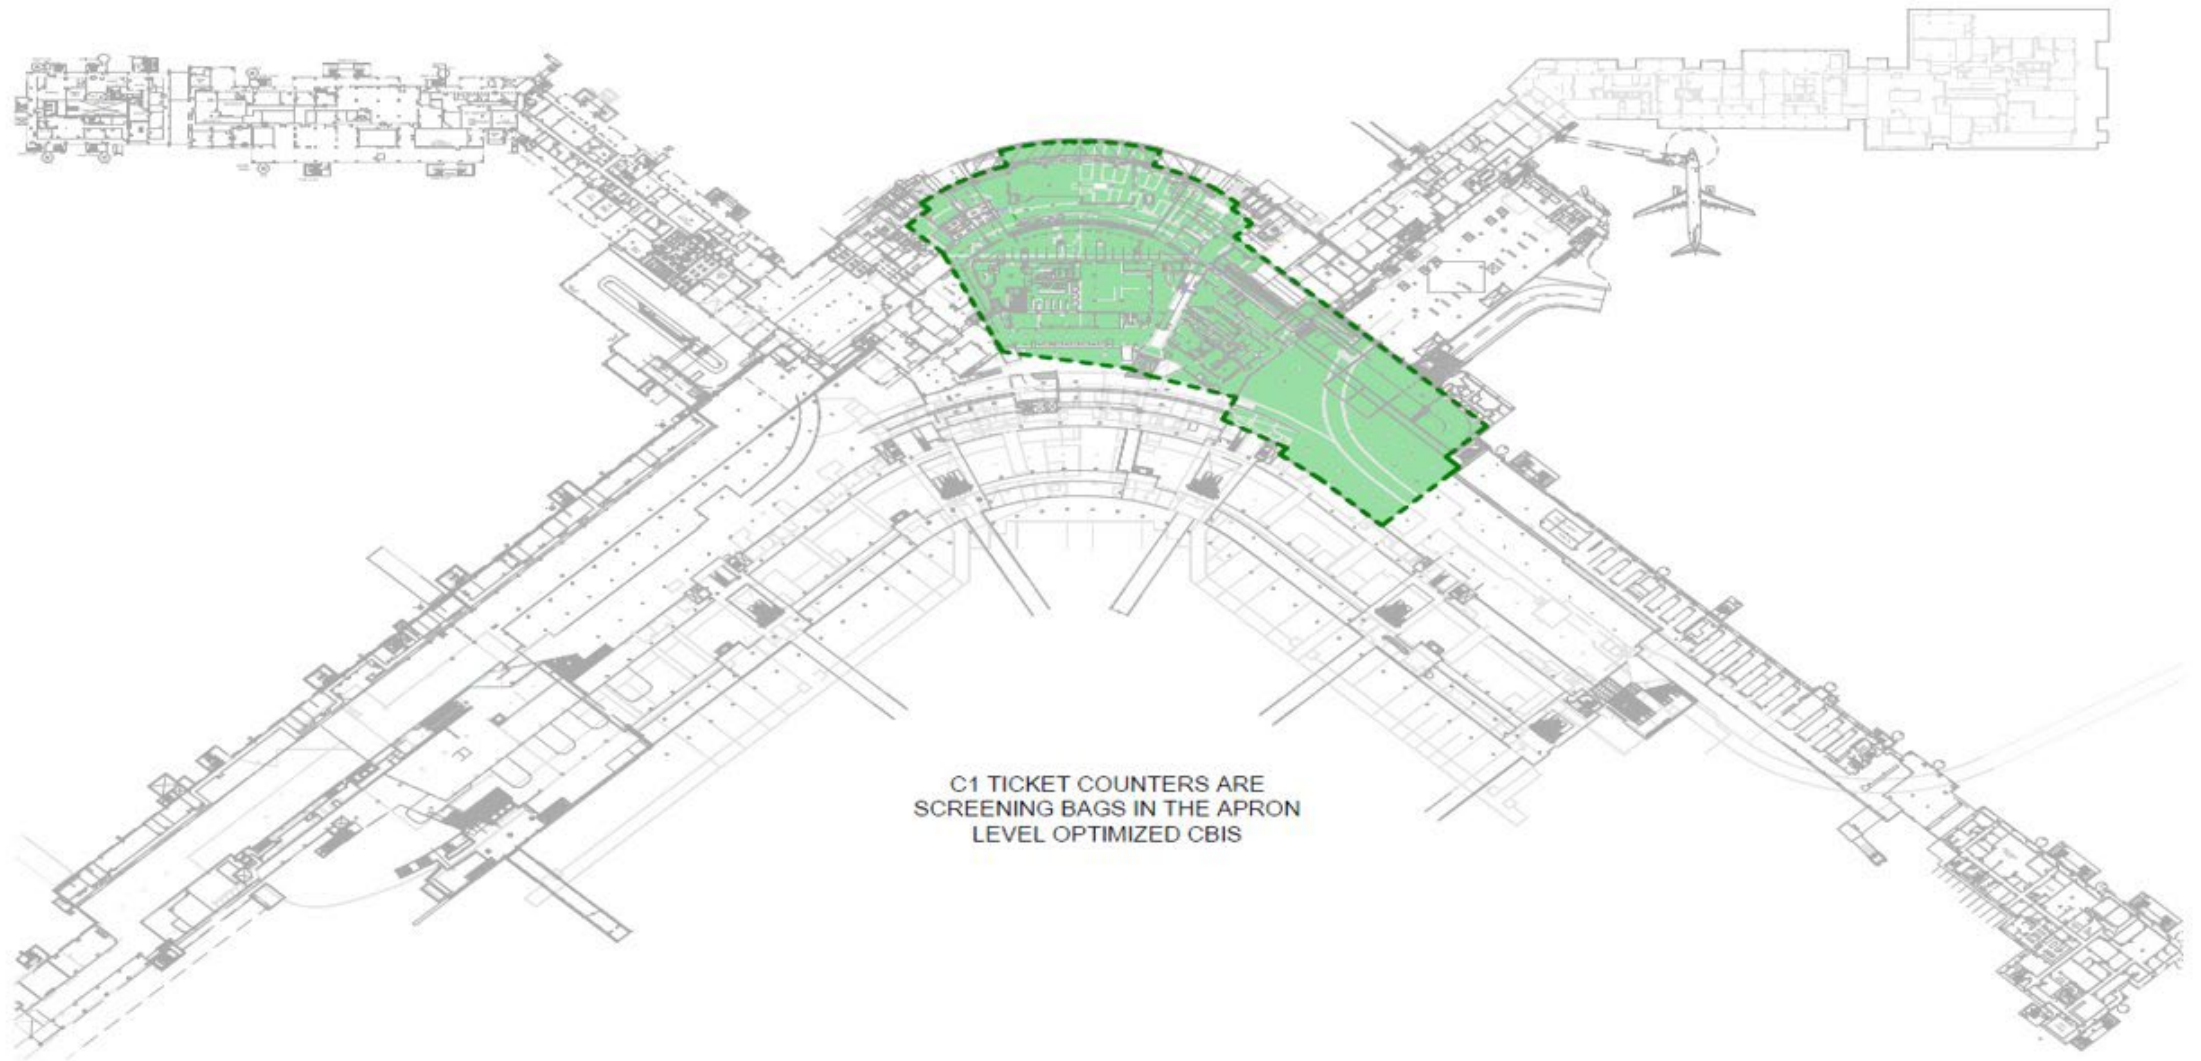 C1 TICKET COUNTERS ARE
SCREENING BAGS IN THE APRON
LEVEL OPTIMIZED CBIS